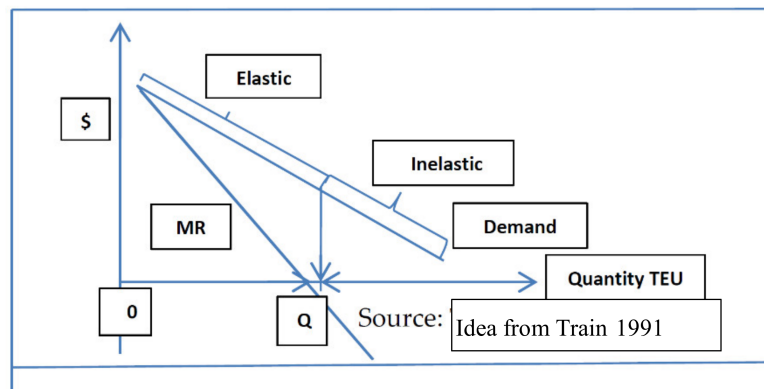 Elastic
$
Inelastic
MR
Demand
Quantity TEU
0
Q
Source:
Idea from Train 1991